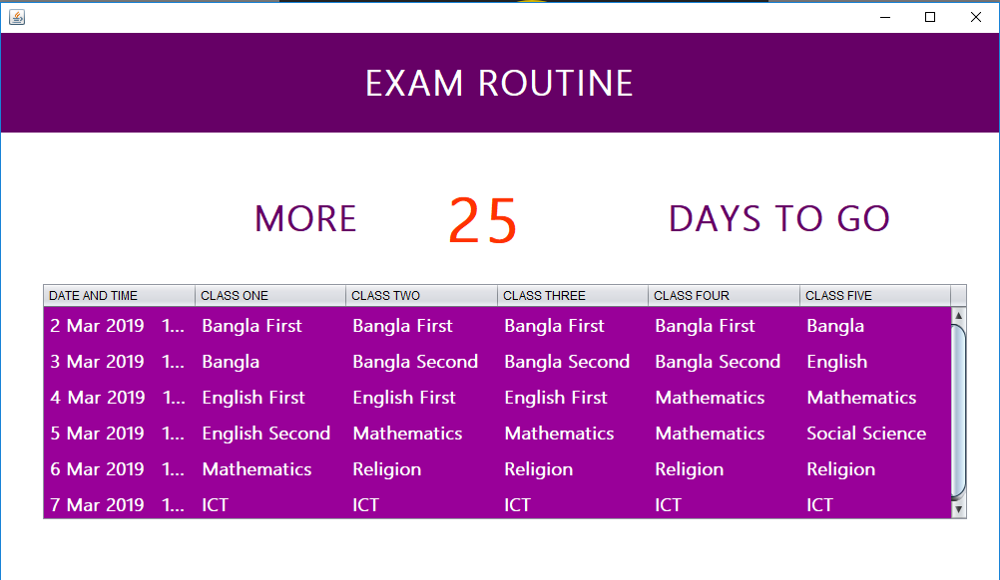 EXAM ROUTINE
MORE 25 DAYS TO GO
DATE AND TIME CLASS ONE CLASS TWO CLASS THREE CLASS FOUR CLASS FIVE
2 Mar 2019 1... Bangla First Bangla First Bangla First Bangla First Bangla
3 Mar 2019 1... Bangla Bangla Second Bangla Second Bangla Second English
4 Mar 2019 1... English First English First English First Mathematics Mathematics
5 Mar 2019 1... English Second Mathematics Mathematics Mathematics Social Science
6 Mar 2019 1... Mathematics Religion Religion Religion Religion
7 Mar 2019 1... ICT ICT ICT ICT ICT